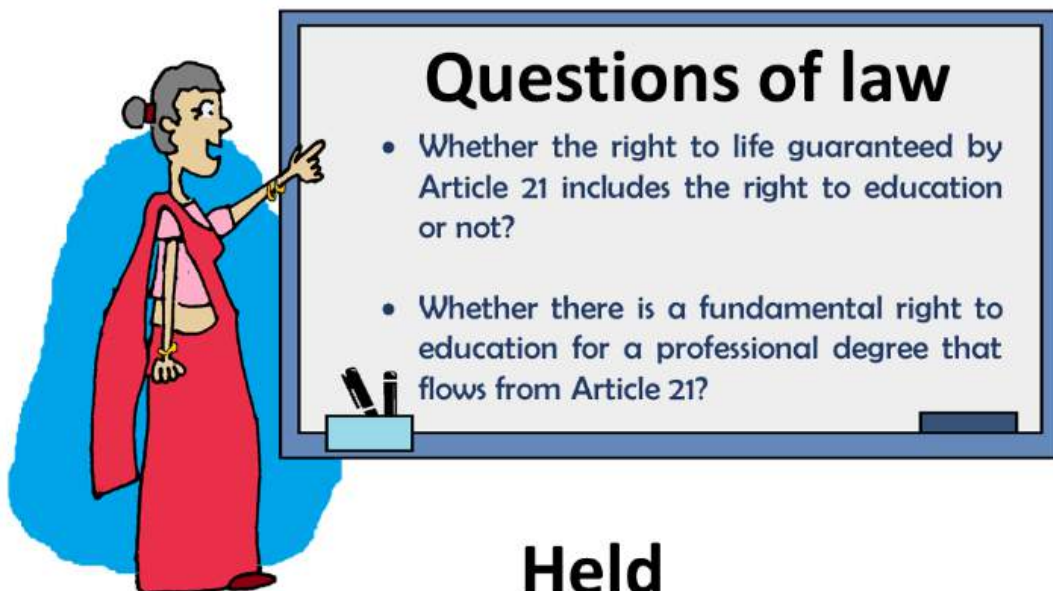 Questions of law
• Whether the right to life guaranteed by
Article 21 includes the right to education
or not?
• Whether there is a fundamental right to
education for a professional degree that
flows from Article 21?
Held